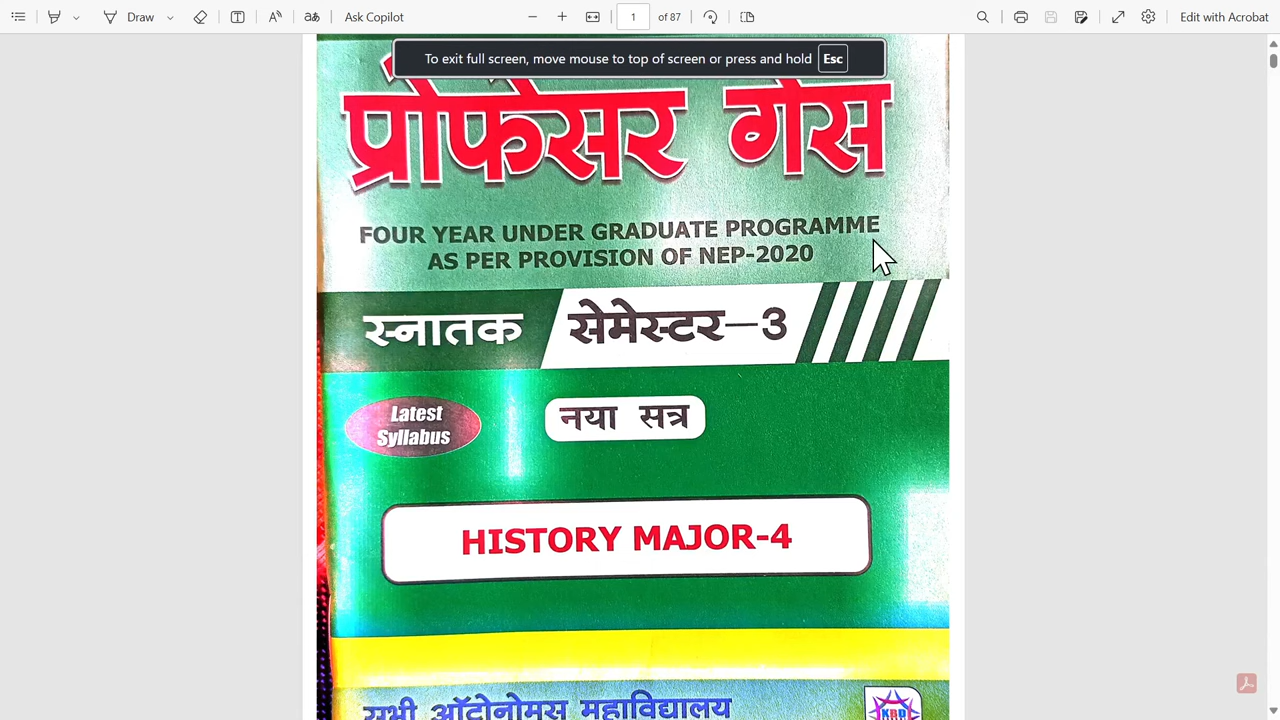 Draw
Ask Copilot
1 of 87
Edit with Acrobat
To exit full screen, move mouse to top of screen or press and hold Esc
प्रोफेसर गेस
FOUR YEAR UNDER GRADUATE PROGRAMME
AS PER PROVISION OF NEP-2020
स्नातक
सेमेस्टर—3
Latest
Syllabus
नया सत्र
HISTORY MAJOR-4
सभी ऑटोनोमस महाविद्यालय
KBD